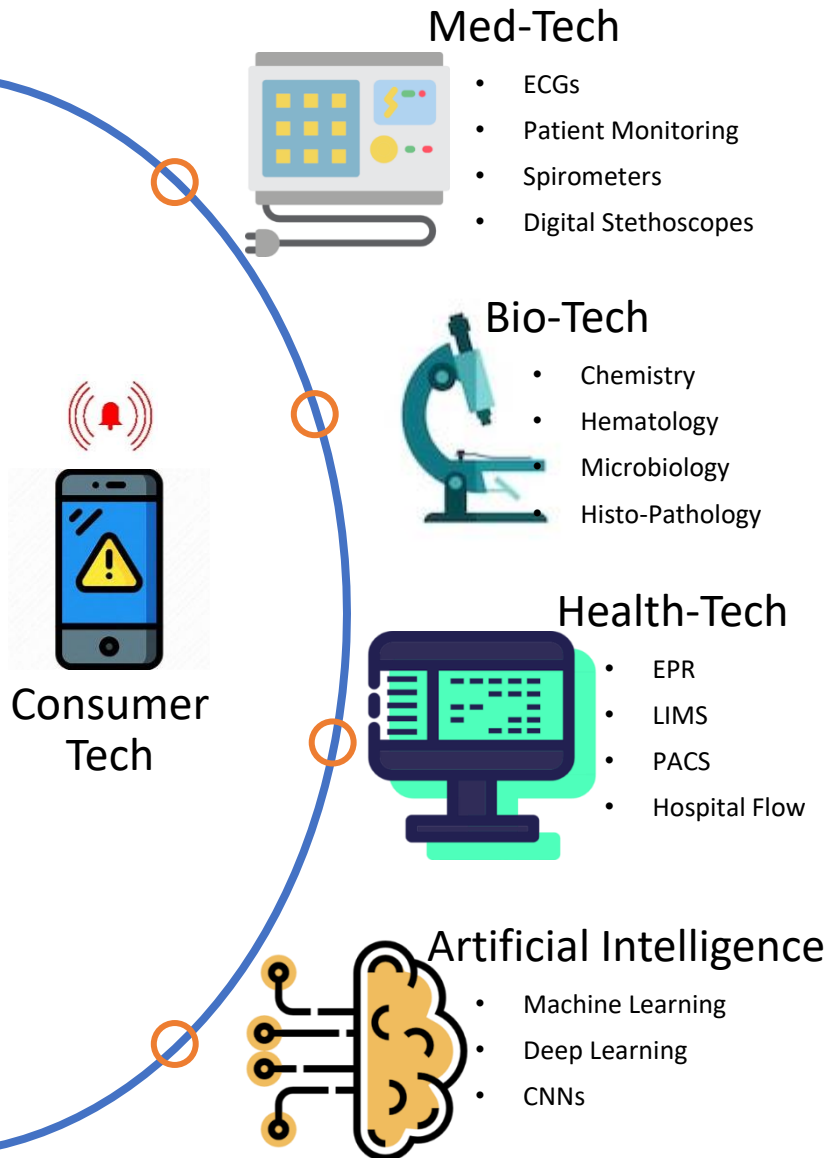 Med-Tech
• ECGs
• Patient Monitoring
• Spirometers
• Digital Stethoscopes
Bio-Tech
• Chemistry
• Hematology
• Microbiology
• Histo-Pathology
Consumer
Tech
Health-Tech
• EPR
• LIMS
• PACS
• Hospital Flow
Artificial Intelligence
• Machine Learning
• Deep Learning
• CNNs